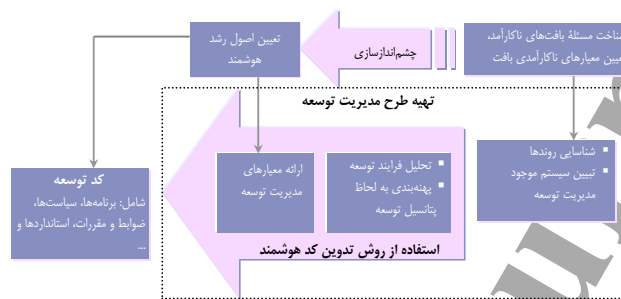 شناخت مسئلهٔ بافت‌های ناکارآمد،
تعیین معیارهای ناکارآمدی بافت
چشم‌اندازسازی
تعیین اصول رشد
هوشمند
تهیه طرح مدیریت توسعه
شناسایی روندها
تبیین سیستم موجود
مدیریت توسعه
تحلیل فرایند توسعه
پهنه‌بندی به لحاظ
پتانسیل توسعه
ارائه معیارهای
مدیریت توسعه
استفاده از روش تدوین کد هوشمند
کد توسعه
شامل: برنامه‌ها، سیاست‌ها،
ضوابط و مقررات، استانداردها و
...